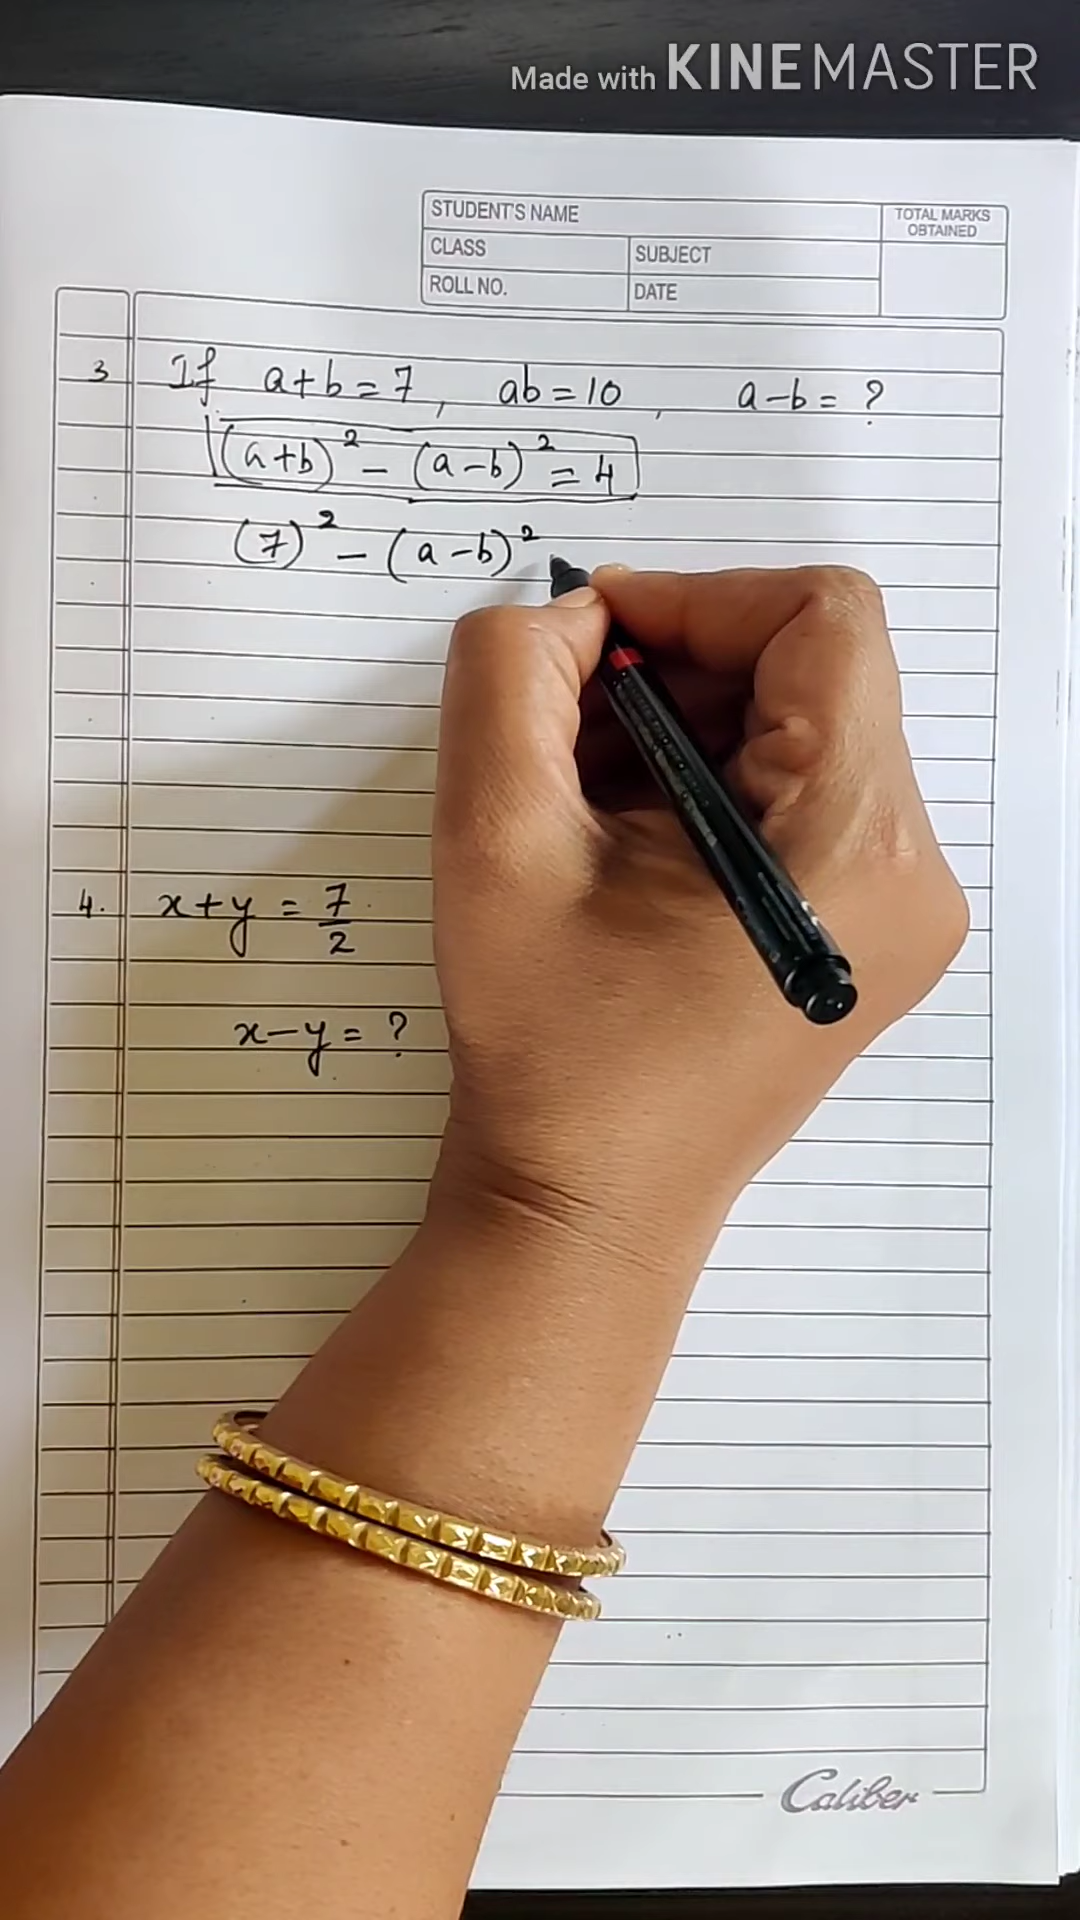 Made with KINEMASTER
STUDENT'S NAME
TOTAL MARKS OBTAINED
CLASS
SUBJECT
ROLL NO.
DATE
3 If a+b=7, ab=10, a-b=?
(a+b)² - (a-b)² = 4
(7)² - (a-b)²
4. x+y = 7/2
x-y = ?
Caliber